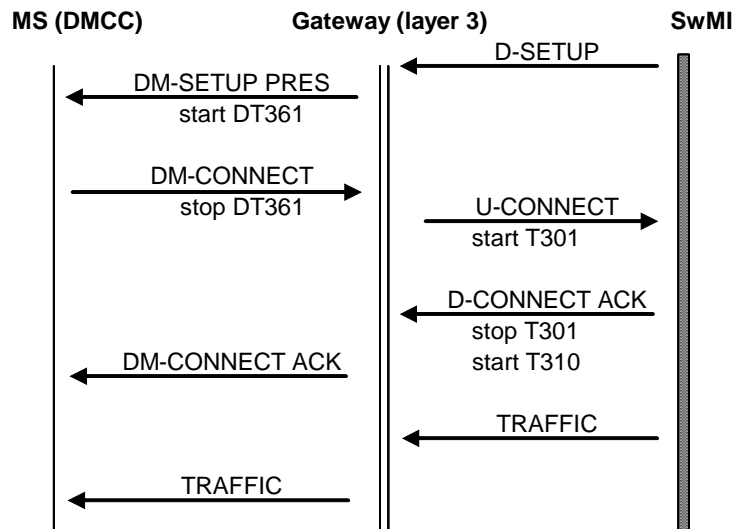 MS (DMCC) Gateway (layer 3) SwMI
D-SETUP
DM-SETUP PRES
start DT361
DM-CONNECT
stop DT361
U-CONNECT
start T301
D-CONNECT ACK
stop T301
start T310
DM-CONNECT ACK
TRAFFIC
TRAFFIC